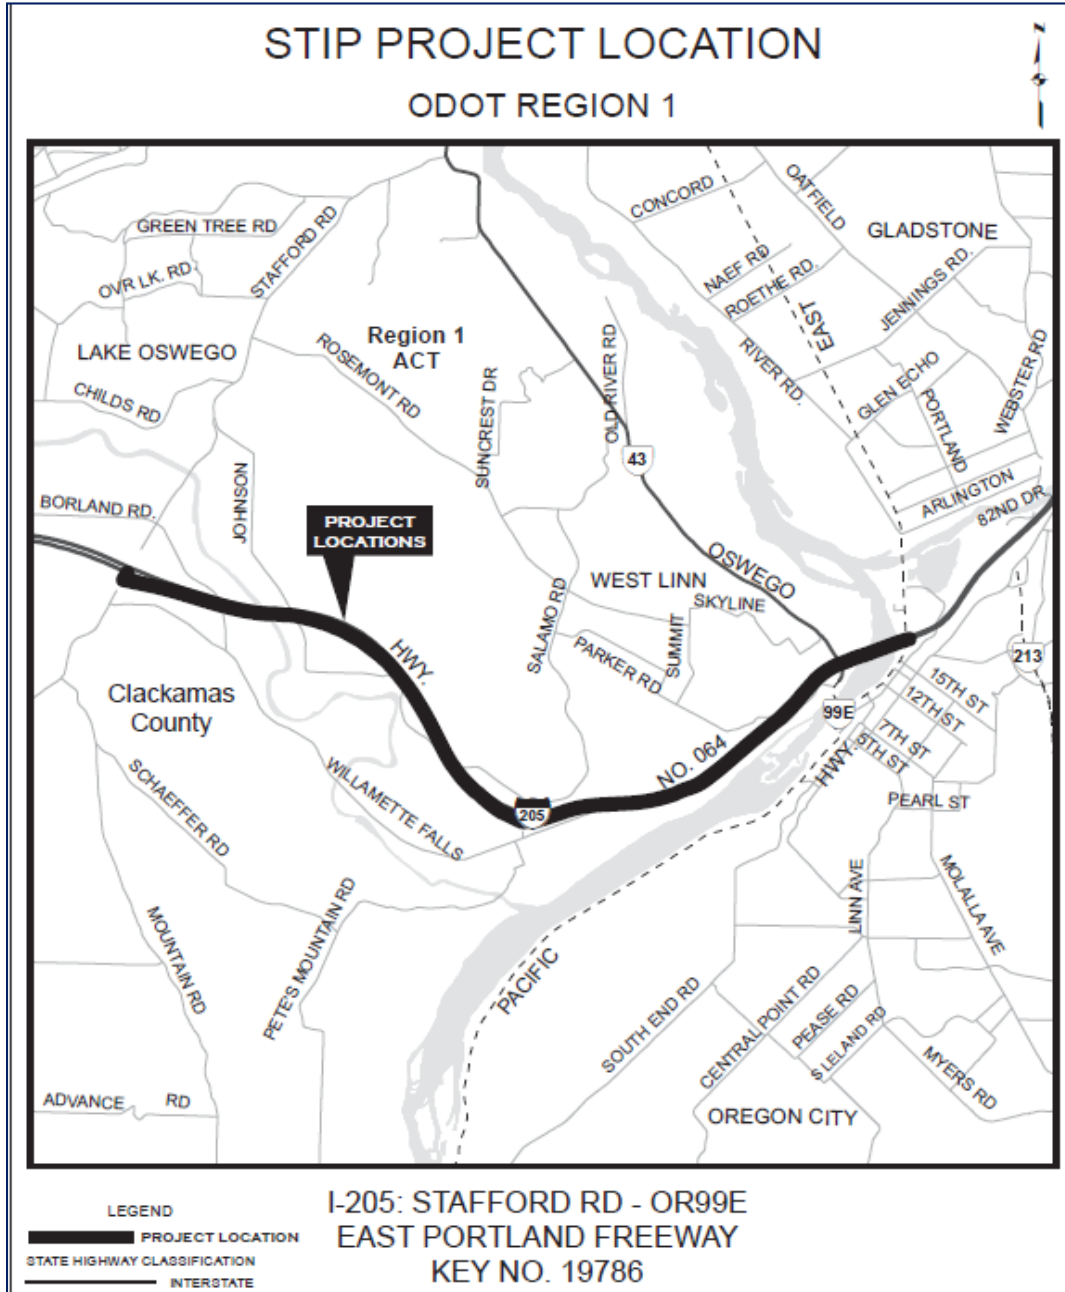 STIP PROJECT LOCATION
ODOT REGION 1
N
CONCORD
OATFIELD
GLADSTONE
GREEN TREE RD
STAFFORD RD
OVR LK. RD.
NAEF RD
ROETHE RD.
JENNINGS RD.
EAST
LAKE OSWEGO
Region 1
ACT
ROSEMONT RD
OLD RIVER RD
RIVER RD.
GLEN ECHO
WEBSTER RD
CHILDS RD
SUNCREST DR
PORTLAND
43
BORLAND RD.
JOHNSON
ARLINGTON
82ND DR
PROJECT
LOCATIONS
OSWEGO
WEST LINN
SKYLINE
SALAMO RD
SUMMIT
PARKER RD
HWY.
213
15TH ST
12TH ST
Clackamas
County
99E
7TH ST
5TH ST
HWY.
NO. 064
SCHAEFFER RD
WILLAMETTE FALLS
205
PEARL ST
LINN AVE
MOLALLA AVE
MOUNTAIN RD
PETE'S MOUNTAIN RD
PACIFIC
SOUTH END RD
CENTRAL POINT RD
PEASE RD
S LELAND RD
MYERS RD
ADVANCE RD
OREGON CITY
LEGEND
PROJECT LOCATION
STATE HIGHWAY CLASSIFICATION
INTERSTATE
I-205: STAFFORD RD - OR99E
EAST PORTLAND FREEWAY
KEY NO. 19786